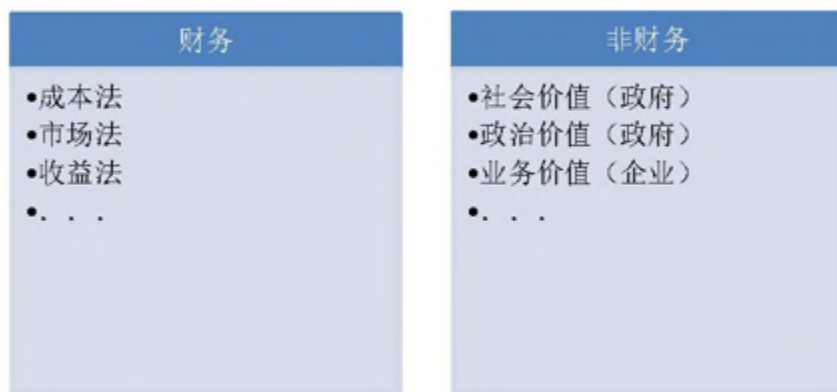 财务
•成本法
•市场法
•收益法
•. . .
非财务
•社会价值（政府）
•政治价值（政府）
•业务价值（企业）
•. . .